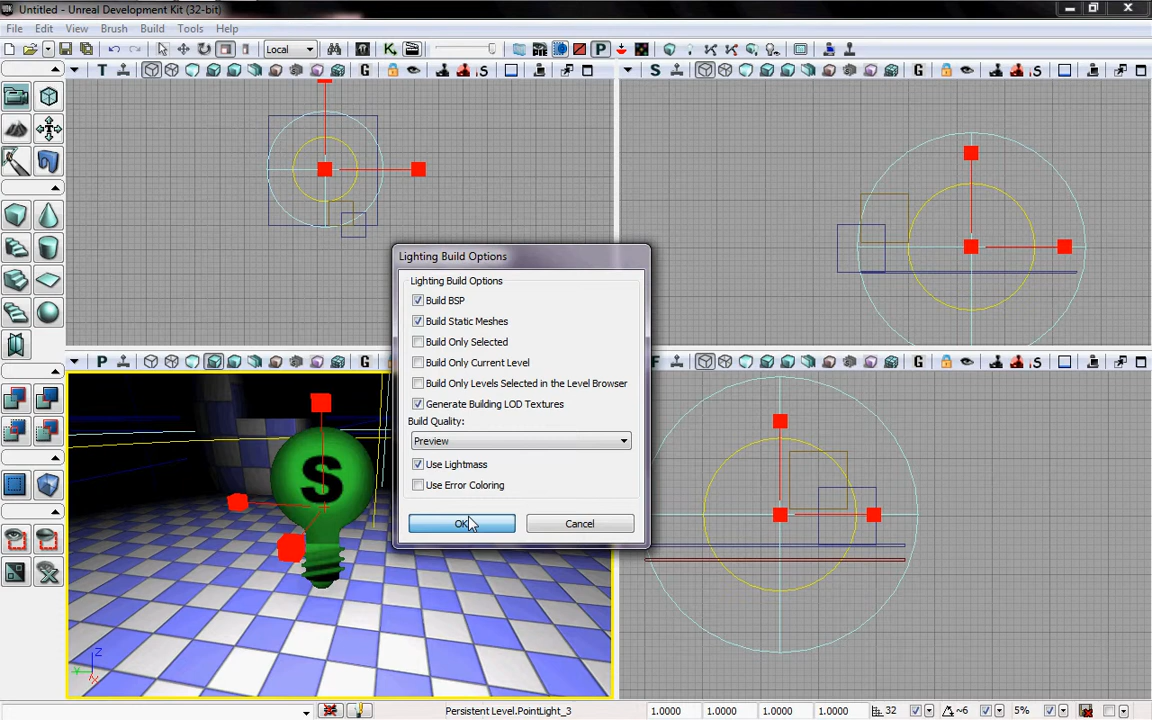 Untitled - Unreal Development Kit (32-bit)
File Edit View Brush Build Tools Help
Local
T G S
S G S
Lighting Build Options
Lighting Build Options
Build BSP
Build Static Meshes
Build Only Selected
Build Only Current Level
Build Only Levels Selected in the Level Browser
Generate Building LOD Textures
Build Quality:
Preview
Use Lightmass
Use Error Coloring
OK Cancel
P G
F G S
S
Z
Y X
Persistent Level.PointLight_3 1.0000 1.0000 1.0000 1.0000 32 ~6 5%